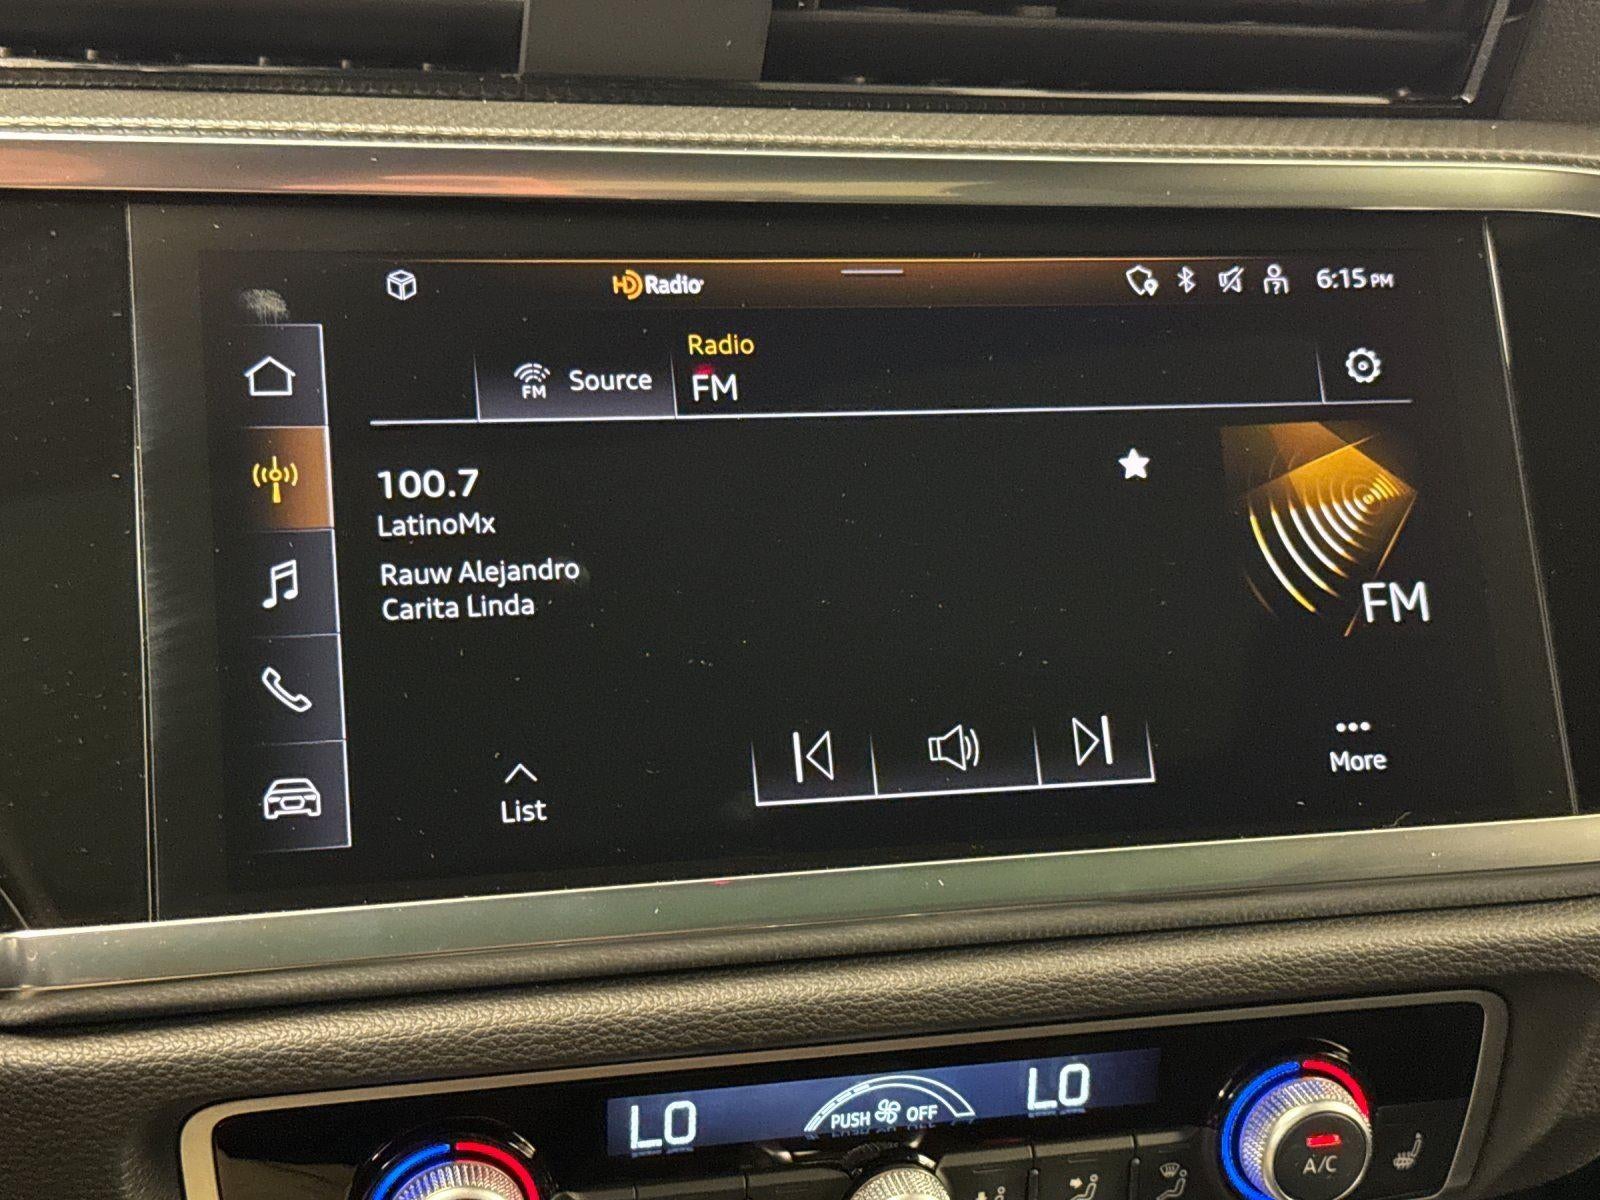 HD Radio
6:15 PM
FM
Source
Radio
FM
100.7
LatinoMx
Rauw Alejandro
Carita Linda
FM
List
More
LO
PUSH OFF
LO
A/C